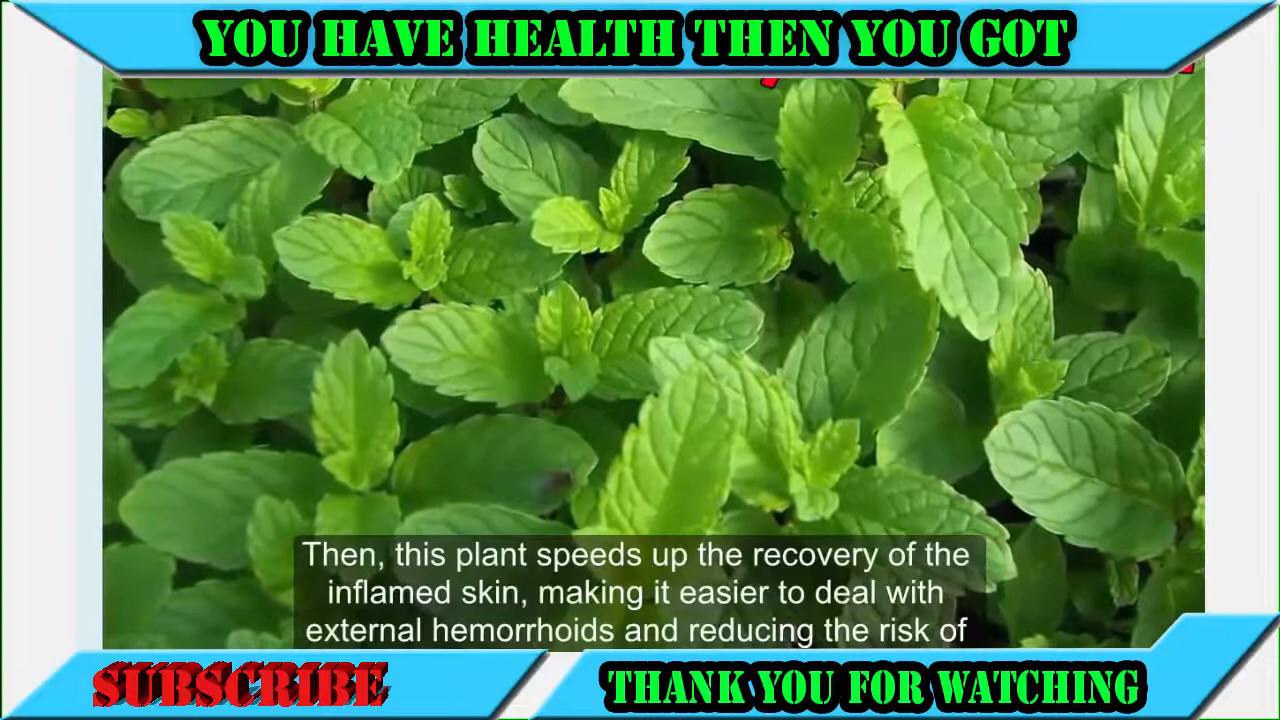 YOU HAVE HEALTH THEN YOU GOT
Then, this plant speeds up the recovery of the
inflamed skin, making it easier to deal with
external hemorrhoids and reducing the risk of
SUBSCRIBE
THANK YOU FOR WATCHING